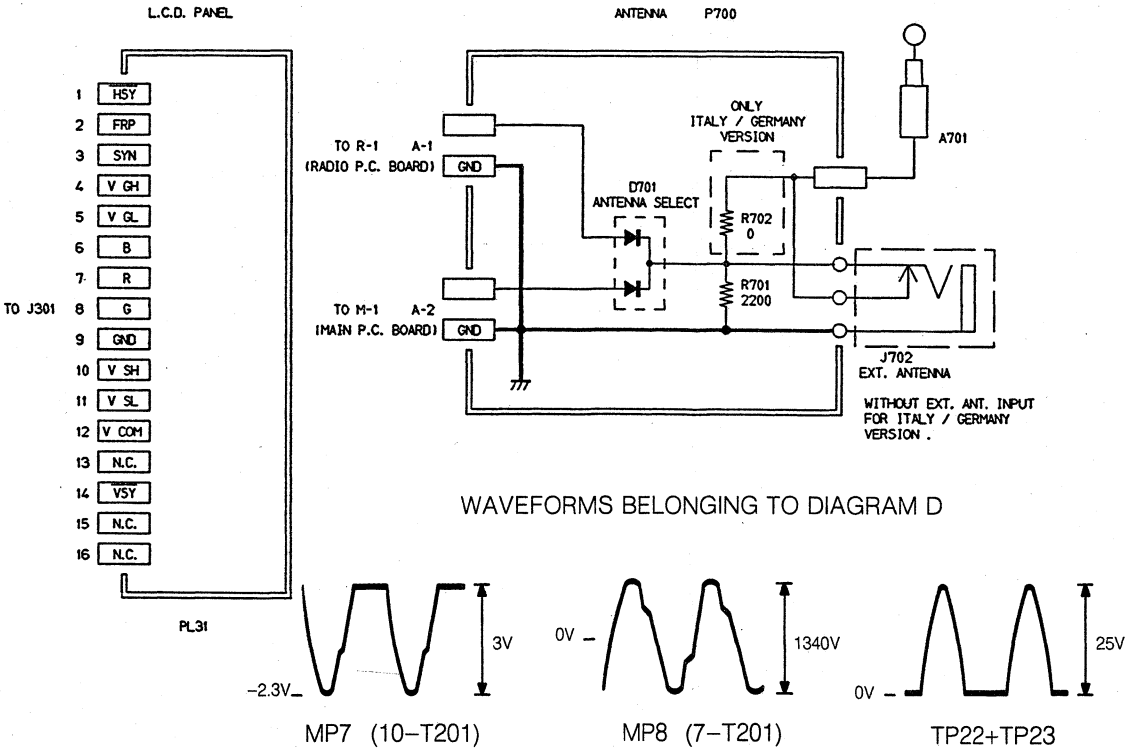 L.C.D. PANEL
1 HSY
2 FRP
3 SYN
4 V GH
5 V GL
6 B
7 R
TO J301 8 G
9 GND
10 V SH
11 V SL
12 V COM
13 N.C.
14 VSY
15 N.C.
16 N.C.
PL31
ANTENNA P700
TO R-1 A-1
(RADIO P.C. BOARD) GND
TO M-1 A-2
(MAIN P.C. BOARD) GND
D701
ANTENNA SELECT
ONLY
ITALY / GERMANY
VERSION
R702
0
R701
2200
A701
J702
EXT. ANTENNA
WITHOUT EXT. ANT. INPUT
FOR ITALY / GERMANY
VERSION .
WAVEFORMS BELONGING TO DIAGRAM D
3V
-2.3V
MP7 (10-T201)
0V
1340V
MP8 (7-T201)
25V
0V
TP22+TP23